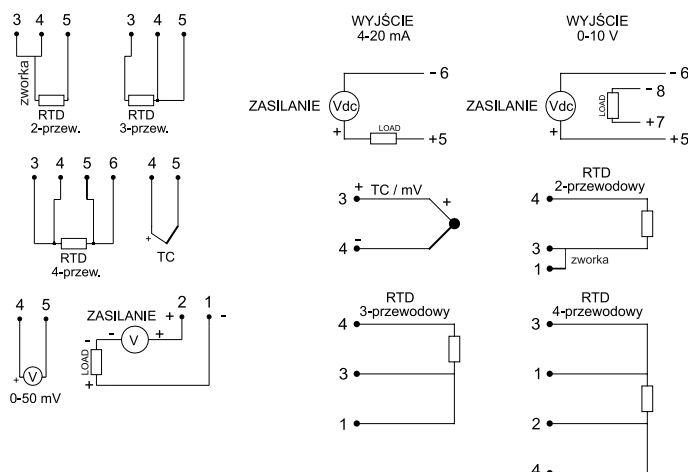 3 4 5
zworka
RTD
2-przew.
3 4 5
RTD
3-przew.
WYJŚCIE
4-20 mA
- 6
ZASILANIE
Vdc
+
LOAD
+5
WYJŚCIE
0-10 V
- 6
ZASILANIE
Vdc
+
LOAD
- 8
+7
+5
3 4 5 6
RTD
4-przew.
4 5
+
TC
3 + TC / mV
+
4 -
RTD
2-przewodowy
4
3
1
zworka
4 5
+
V
0-50 mV
ZASILANIE + 2 1 -
- V +
-
LOAD
+
RTD
3-przewodowy
4
3
1
RTD
4-przewodowy
3
1
2
4